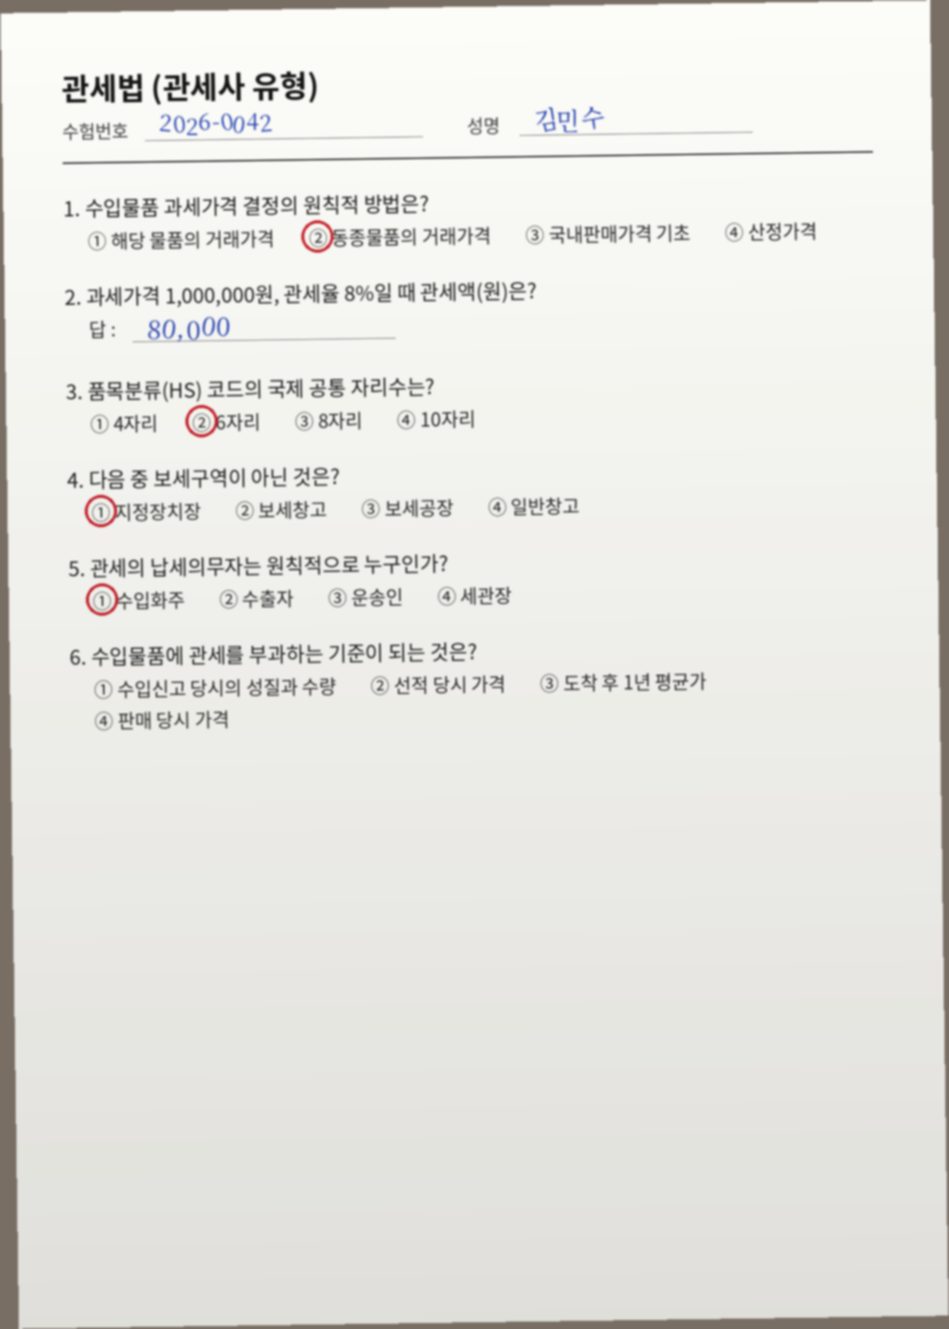 관세법 (관세사 유형)
수험번호 2026-0042 성명 김민수
1. 수입물품 과세가격 결정의 원칙적 방법은?
① 해당 물품의 거래가격 ② 동종물품의 거래가격 ③ 국내판매가격 기초 ④ 산정가격
2. 과세가격 1,000,000원, 관세율 8%일 때 관세액(원)은?
답 : 80,000
3. 품목분류(HS) 코드의 국제 공통 자리수는?
① 4자리 ② 6자리 ③ 8자리 ④ 10자리
4. 다음 중 보세구역이 아닌 것은?
① 지정장치장 ② 보세창고 ③ 보세공장 ④ 일반창고
5. 관세의 납세의무자는 원칙적으로 누구인가?
① 수입화주 ② 수출자 ③ 운송인 ④ 세관장
6. 수입물품에 관세를 부과하는 기준이 되는 것은?
① 수입신고 당시의 성질과 수량 ② 선적 당시 가격 ③ 도착 후 1년 평균가
④ 판매 당시 가격